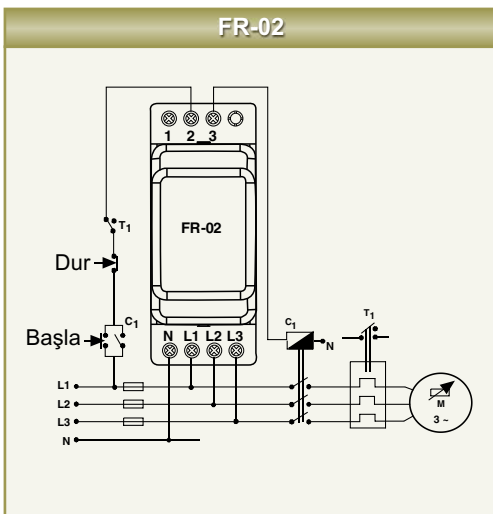 FR-02
1 2 3
T1
FR-02
Dur
C1
Başla
N L1 L2 L3
C1
N
T1
L1
L2
L3
N
M
3 ~